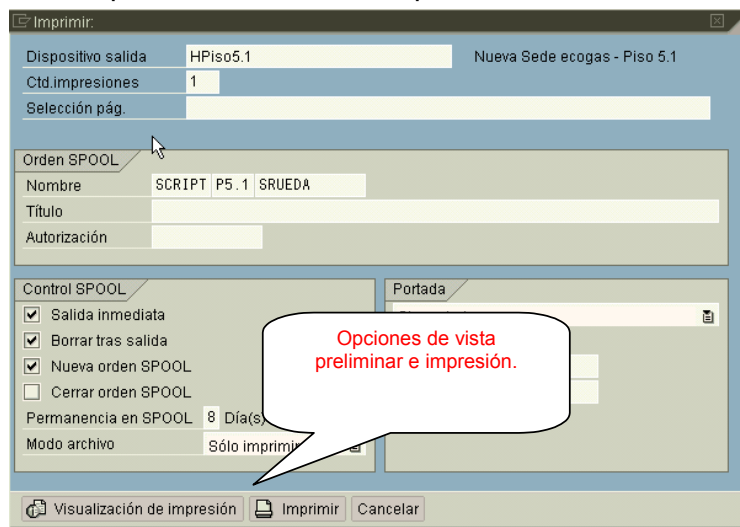 Imprimir:
Dispositivo salida HPiso5.1 Nueva Sede ecogas - Piso 5.1
Ctd.impresiones 1
Selección pág.
Orden SPOOL
Nombre SCRIPT P5.1 SRUEDA
Título
Autorización
Control SPOOL
Salida inmediata
Borrar tras salida
Nueva orden SPOOL
Cerrar orden SPOOL
Permanencia en SPOOL 8 Día(s)
Modo archivo Sólo imprimir
Portada
Opciones de vista
preliminar e impresión.
Visualización de impresión Imprimir Cancelar